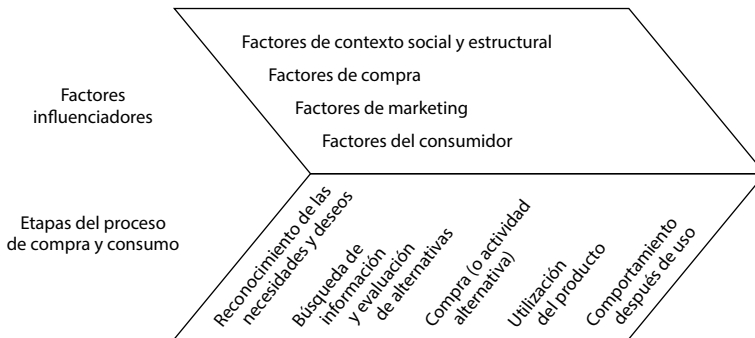 Factores de contexto social y estructural
Factores de compra
Factores de marketing
Factores del consumidor
Factores
influenciadores
Etapas del proceso
de compra y consumo
Reconocimiento de las
necesidades y deseos
Búsqueda de
información
y evaluación
de alternativas
Compra (o actividad
alternativa)
Utilización
del producto
Comportamiento
después de uso